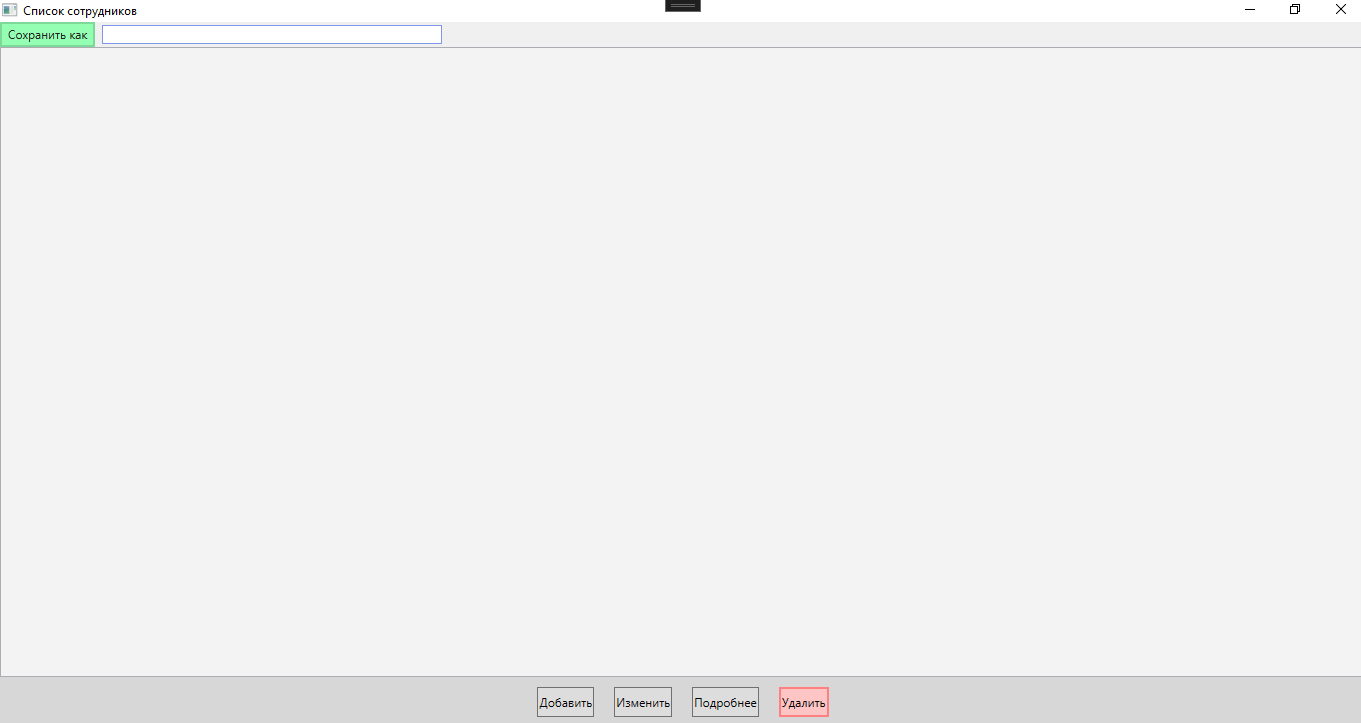 Список сотрудников
Сохранить как
Добавить Изменить Подробнее Удалить